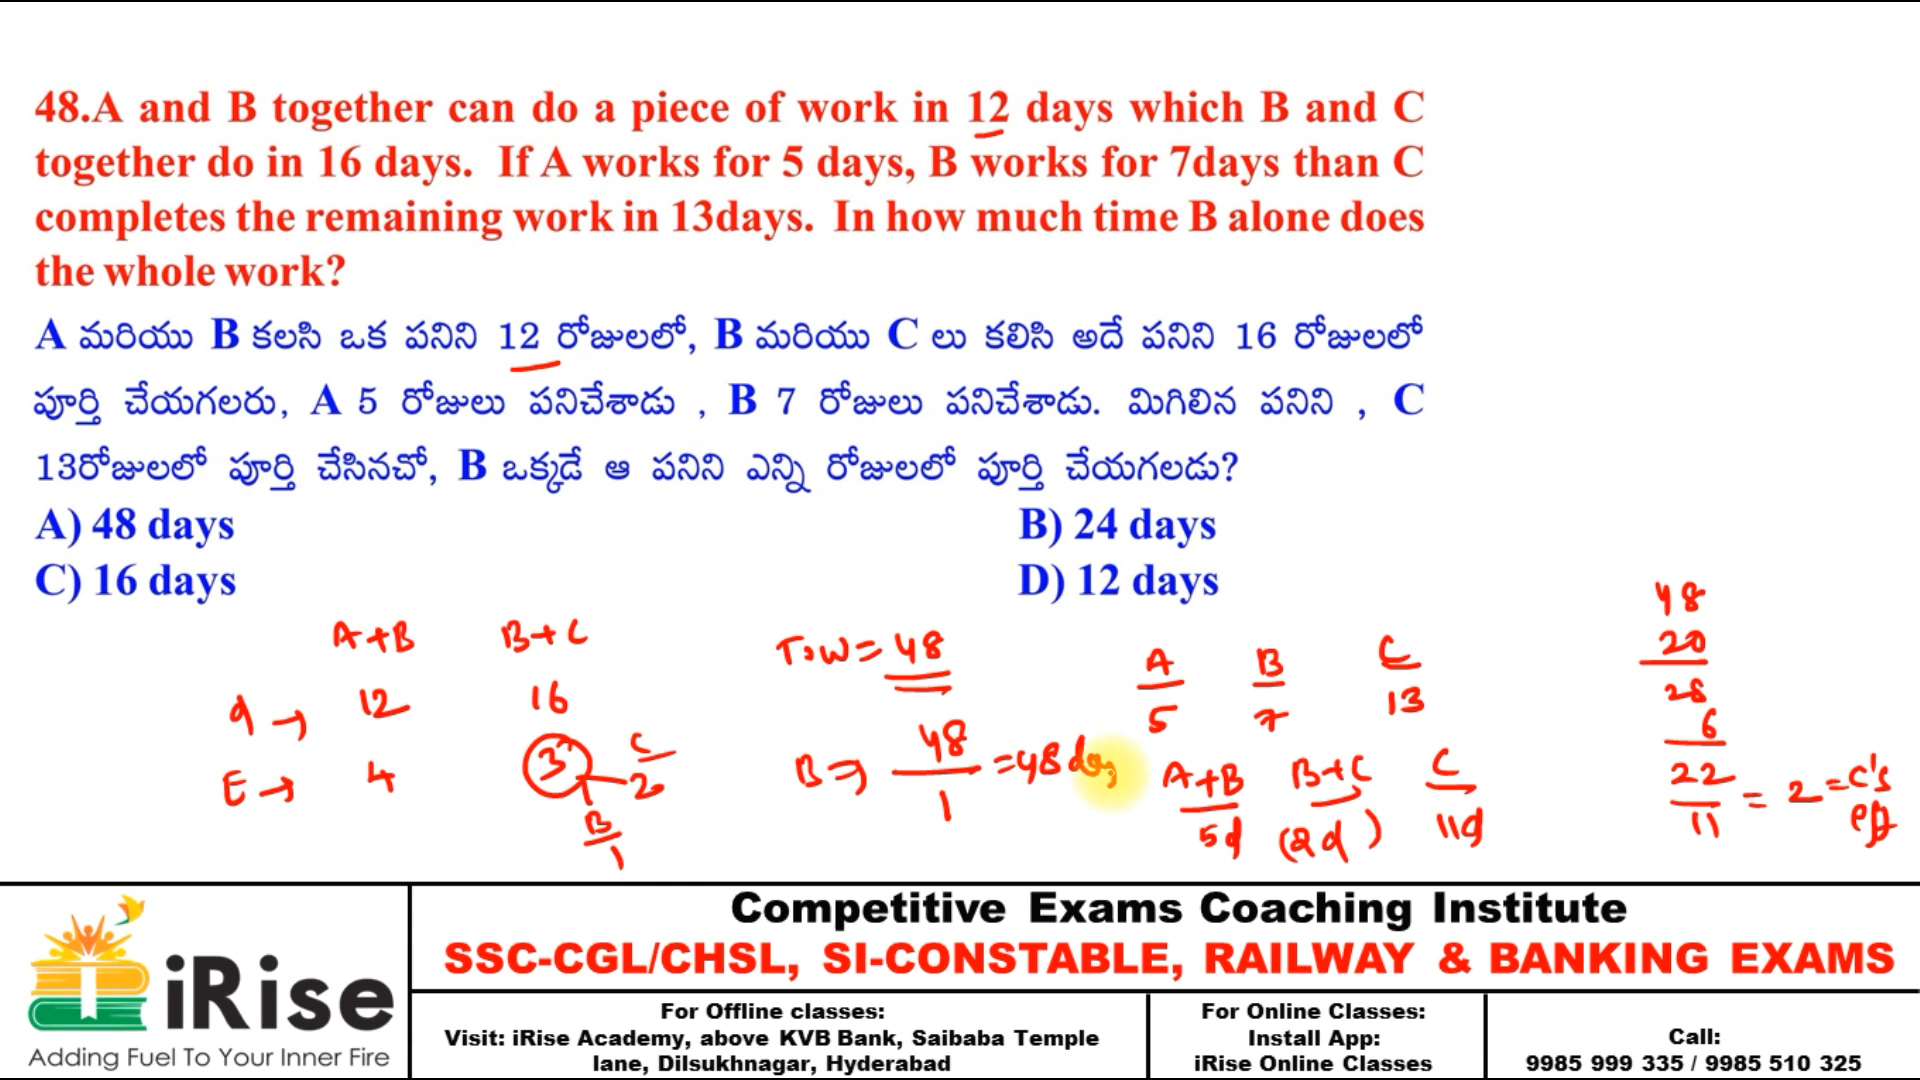 48.A and B together can do a piece of work in 12 days which B and C
together do in 16 days. If A works for 5 days, B works for 7days than C
completes the remaining work in 13days. In how much time B alone does
the whole work?
A మరియు B కలసి ఒక పనిని 12 రోజులలో, B మరియు C లు కలిసి అదే పనిని 16 రోజులలో
పూర్తి చేయగలరు, A 5 రోజులు పనిచేశాడు , B 7 రోజులు పనిచేశాడు. మిగిలిన పనిని , C
13రోజులలో పూర్తి చేసినచో, B ఒక్కడే ఆ పనిని ఎన్ని రోజులలో పూర్తి చేయగలడు?
A) 48 days B) 24 days
C) 16 days D) 12 days
A+B B+C
d → 12 16
E → 4 3
C
2
B
1
T.W = 48
B ⇒ 48/1 = 48 days
A B C
5 7 13
A+B B+C C
5d (2d) 11d
48
20
28
6
22
11 = 2 = C's eff
iRise
Adding Fuel To Your Inner Fire
Competitive Exams Coaching Institute
SSC-CGL/CHSL, SI-CONSTABLE, RAILWAY & BANKING EXAMS
For Offline classes:
Visit: iRise Academy, above KVB Bank, Saibaba Temple
lane, Dilsukhnagar, Hyderabad
For Online Classes:
Install App:
iRise Online Classes
Call:
9985 999 335 / 9985 510 325